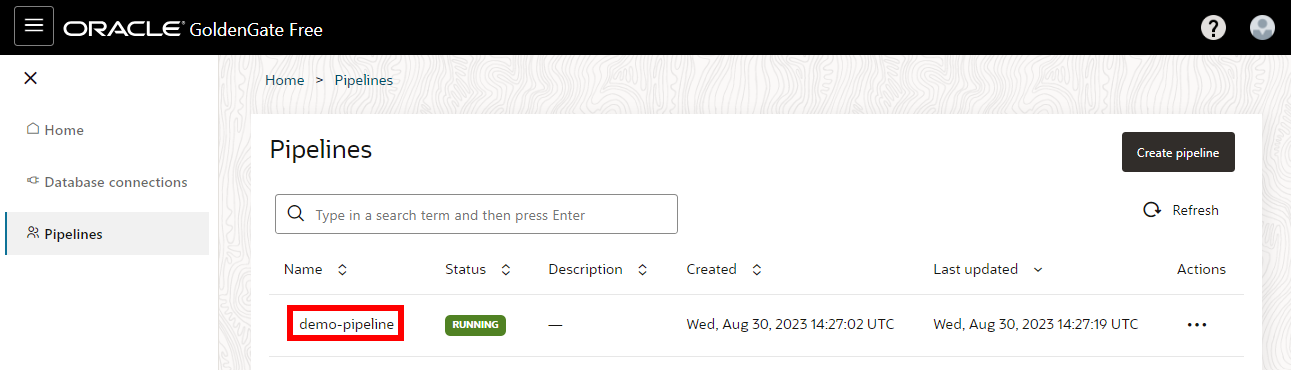 ORACLE GoldenGate Free ?
Home > Pipelines
Home
Database connections
Pipelines
Pipelines
Create pipeline
Type in a search term and then press Enter
Refresh
Name Status Description Created Last updated Actions
demo-pipeline RUNNING — Wed, Aug 30, 2023 14:27:02 UTC Wed, Aug 30, 2023 14:27:19 UTC ...